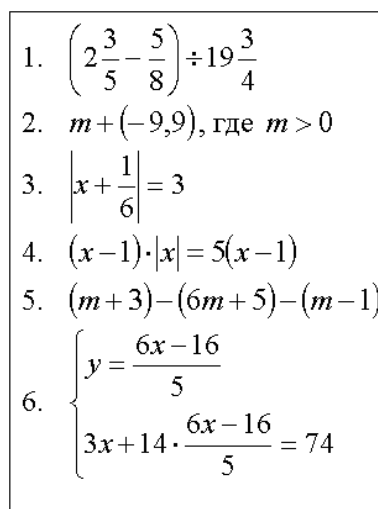 1. (2 3/5 − 5/8) ÷ 19 3/4
2. m + (−9,9), где m > 0
3. |x + 1/6| = 3
4. (x − 1)·|x| = 5(x − 1)
5. (m + 3) − (6m + 5) − (m − 1)
6. { y = (6x − 16)/5
3x + 14 · (6x − 16)/5 = 74